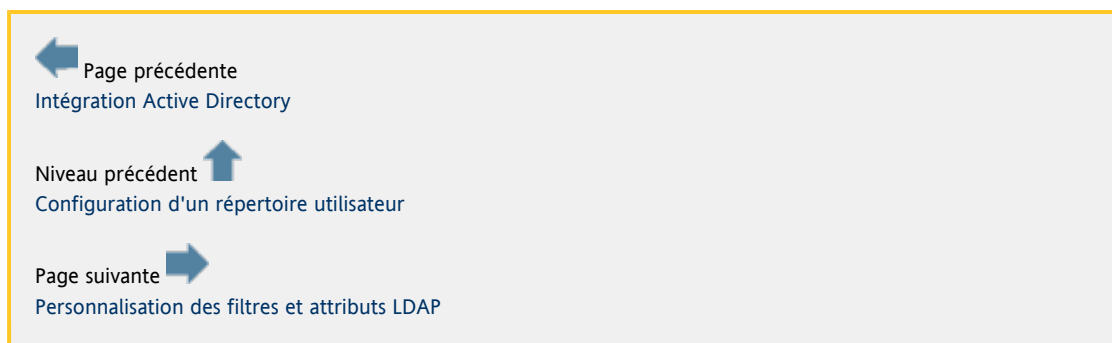 Page précédente
Intégration Active Directory
Niveau précédent
Configuration d'un répertoire utilisateur
Page suivante
Personnalisation des filtres et attributs LDAP